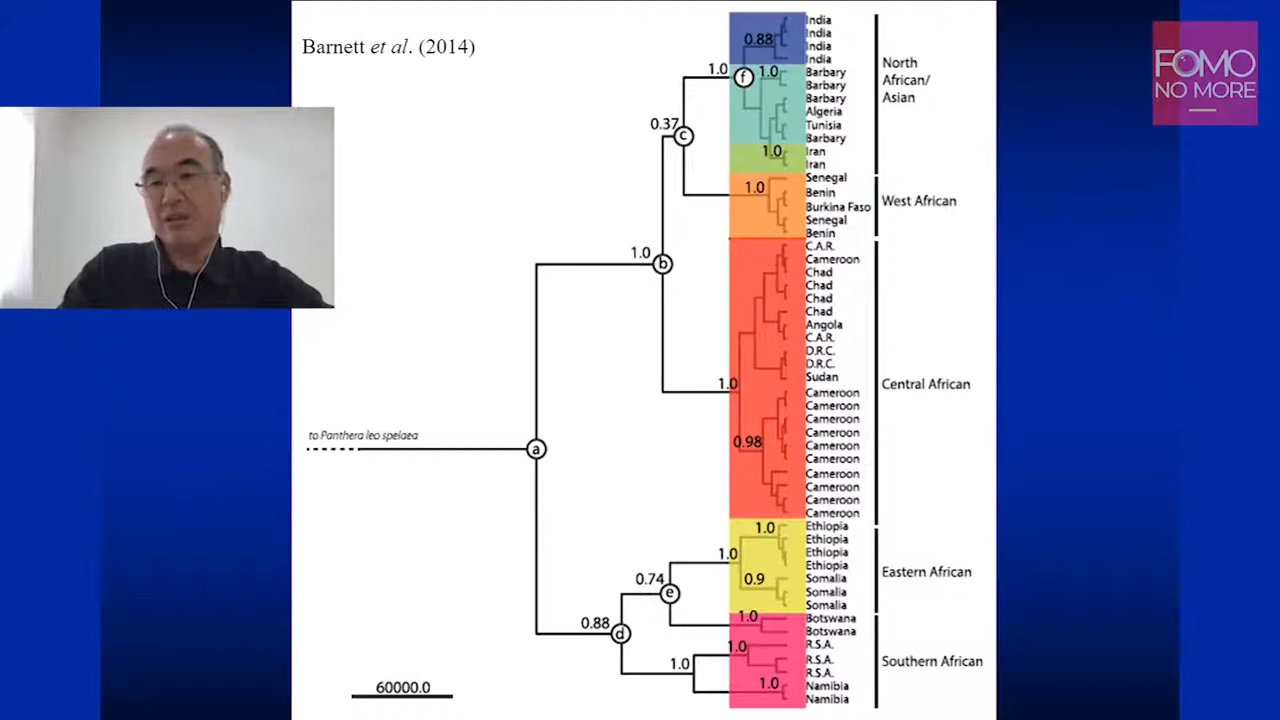 Barnett et al. (2014)
FOMO
NO MORE
India
India
0.88
India
India
1.0
f
1.0
Barbary
Barbary
Barbary
Algeria
Tunisia
Barbary
1.0
Iran
Iran
North
African/
Asian
0.37
c
Senegal
1.0
Benin
Burkina Faso
Senegal
Benin
West African
1.0
b
C.A.R.
Cameroon
Chad
Chad
Chad
Chad
Angola
C.A.R.
D.R.C.
D.R.C.
Sudan
1.0
Cameroon
Cameroon
Cameroon
Cameroon
0.98
Cameroon
Cameroon
Cameroon
Cameroon
Cameroon
Cameroon
Central African
to Panthera leo spelaea
a
1.0
Ethiopia
Ethiopia
1.0
Ethiopia
Ethiopia
0.74
e
0.9
Somalia
Somalia
Somalia
Eastern African
0.88
d
1.0
Botswana
Botswana
1.0
R.S.A.
1.0
R.S.A.
R.S.A.
1.0
Namibia
Namibia
Southern African
60000.0